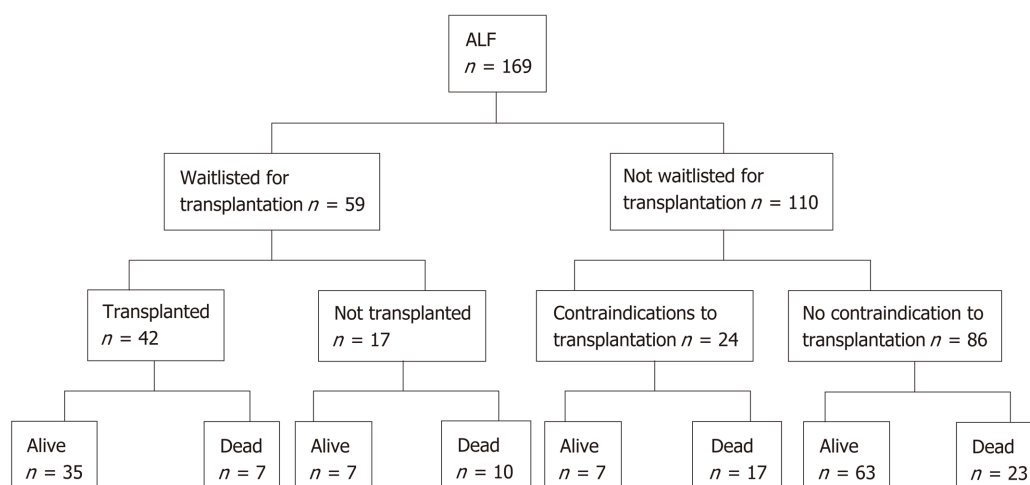 ALF
n = 169
Waitlisted for
transplantation n = 59
Not waitlisted for
transplantation n = 110
Transplanted
n = 42
Not transplanted
n = 17
Contraindications to
transplantation n = 24
No contraindication to
transplantation n = 86
Alive
n = 35
Dead
n = 7
Alive
n = 7
Dead
n = 10
Alive
n = 7
Dead
n = 17
Alive
n = 63
Dead
n = 23